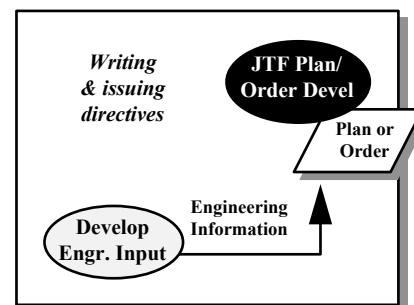 Writing
& issuing
directives
JTF Plan/
Order Devel
Plan or
Order
Engineering
Information
Develop
Engr. Input